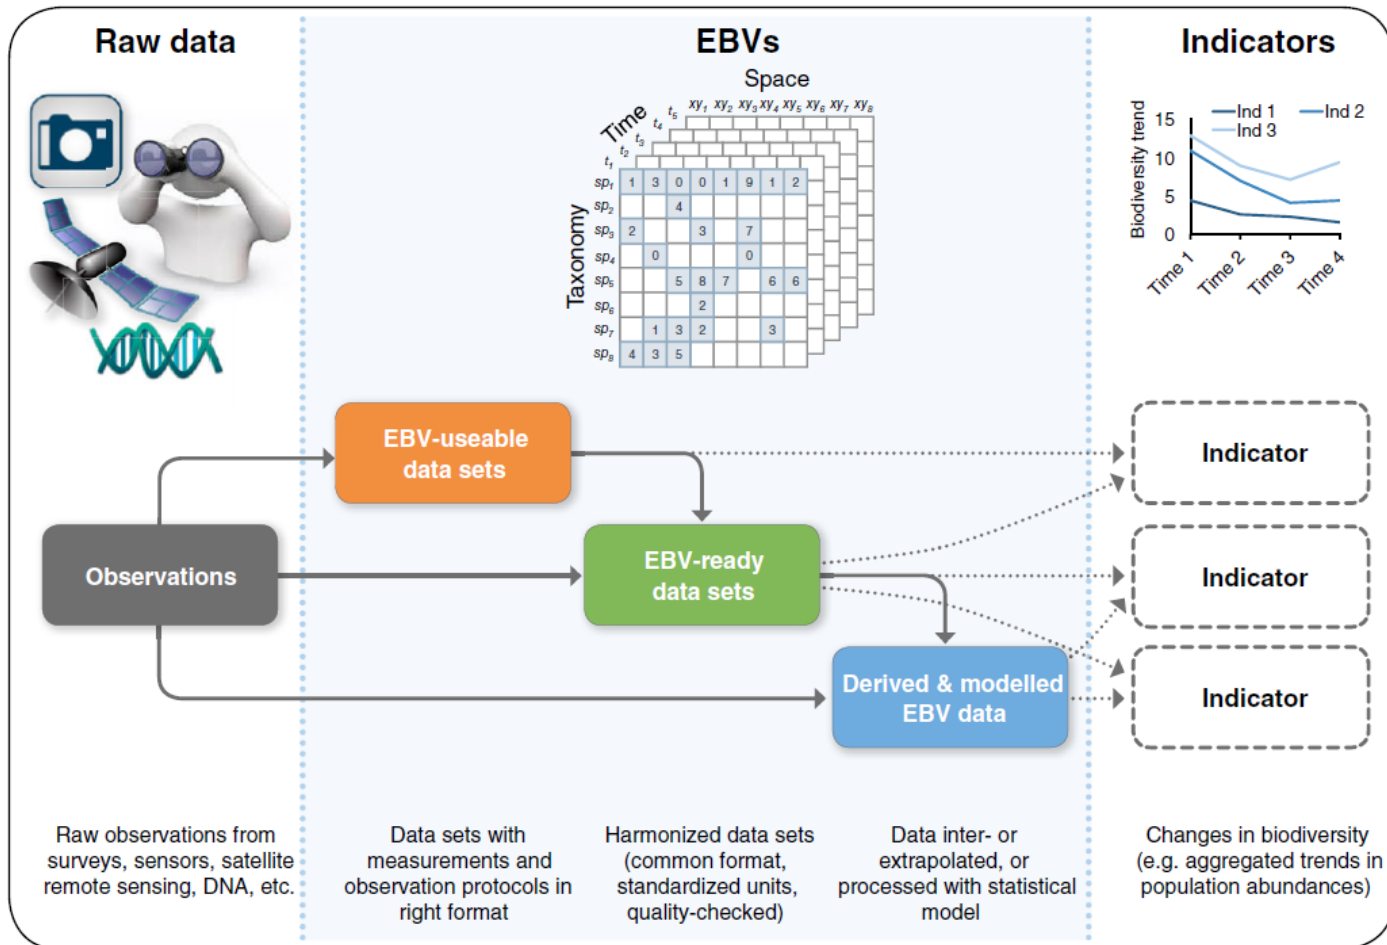 Raw data
EBVs
Indicators
Space
Time
xy1 xy2 xy3 xy4 xy5 xy6 xy7 xy8
t5
t4
t3
t2
t1
Taxonomy
sp1 1 3 0 0 1 9 1 2
sp2 4
sp3 2 3 7
sp4 0 0
sp5 5 8 7 6 6
sp6 2
sp7 1 3 2 3
sp8 4 3 5
Biodiversity trend
Ind 1 Ind 2
Ind 3
15
10
5
0
Time 1 Time 2 Time 3 Time 4
EBV-useable
data sets
Indicator
Observations
EBV-ready
data sets
Indicator
Derived & modelled
EBV data
Indicator
Raw observations from
surveys, sensors, satellite
remote sensing, DNA, etc.
Data sets with
measurements and
observation protocols in
right format
Harmonized data sets
(common format,
standardized units,
quality-checked)
Data inter- or
extrapolated, or
processed with statistical
model
Changes in biodiversity
(e.g. aggregated trends in
population abundances)